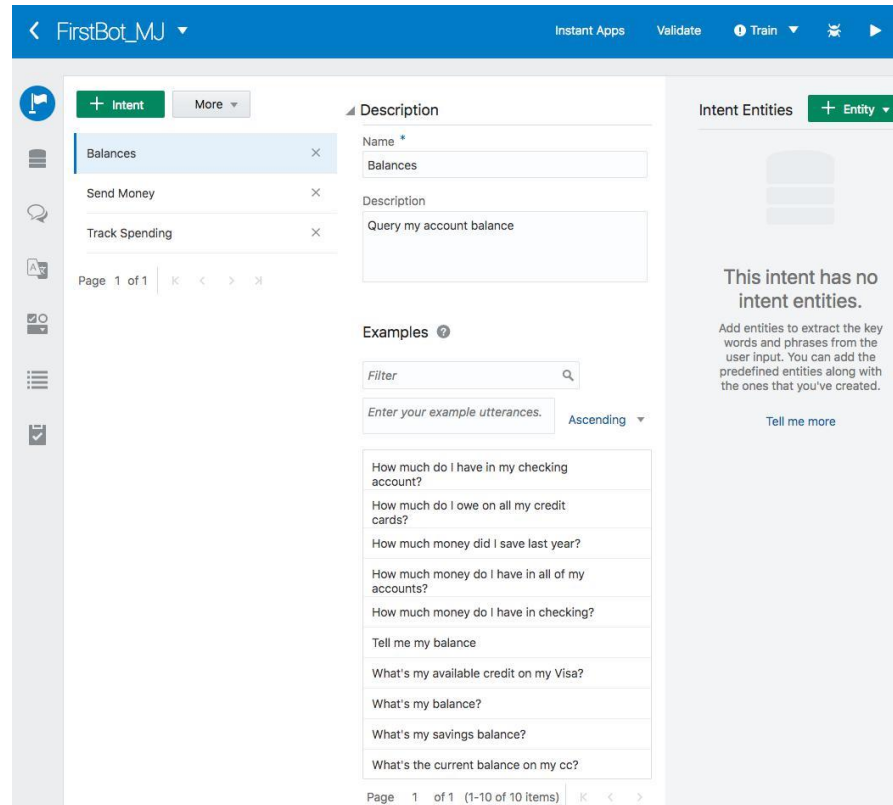 FirstBot_MJ
Instant Apps
Validate
Train
+ Intent
More
Balances
Send Money
Track Spending
Page 1 of 1
Description
Name *
Balances
Description
Query my account balance
Examples
Filter
Enter your example utterances.
Ascending
How much do I have in my checking
account?
How much do I owe on all my credit
cards?
How much money did I save last year?
How much money do I have in all of my
accounts?
How much money do I have in checking?
Tell me my balance
What's my available credit on my Visa?
What's my balance?
What's my savings balance?
What's the current balance on my cc?
Page 1 of 1 (1-10 of 10 items)
Intent Entities
+ Entity
This intent has no
intent entities.
Add entities to extract the key
words and phrases from the
user input. You can add the
predefined entities along with
the ones that you've created.
Tell me more